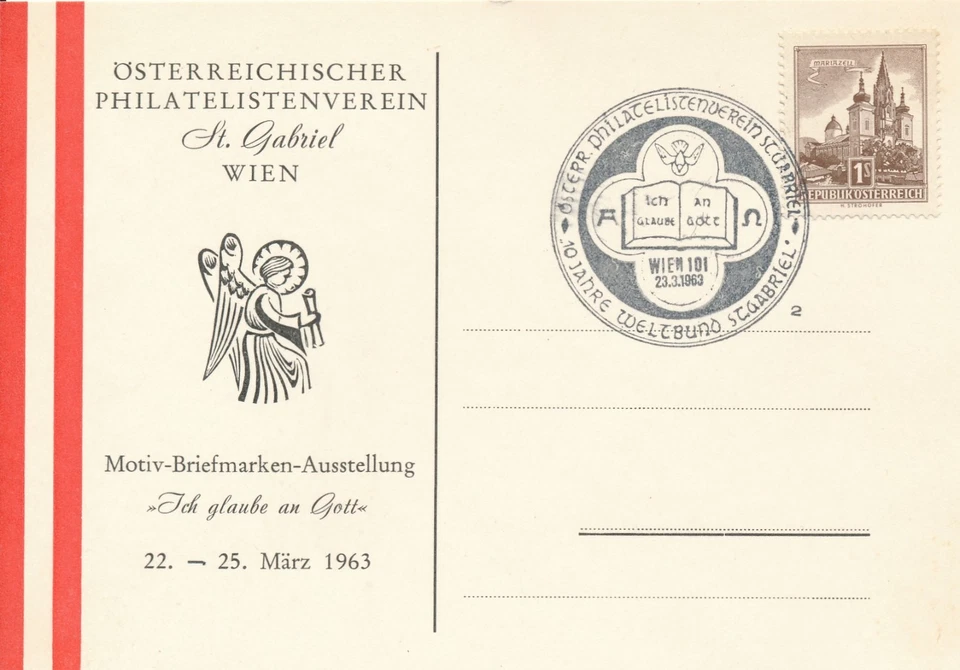 ÖSTERREICHISCHER
PHILATELISTENVEREIN
St. Gabriel
WIEN
Motiv-Briefmarken-Ausstellung
»Ich glaube an Gott«
22. – 25. März 1963
ÖSTERR. PHILATELISTENVEREIN ST.GABRIEL
10 JAHRE WELTBUND ST.GABRIEL
Ich an
GLAUBE GOTT
A Ω
WIEN 101
23.3.1963
2
MARIAZELL
1S
REPUBLIK ÖSTERREICH
H. STROHOFER